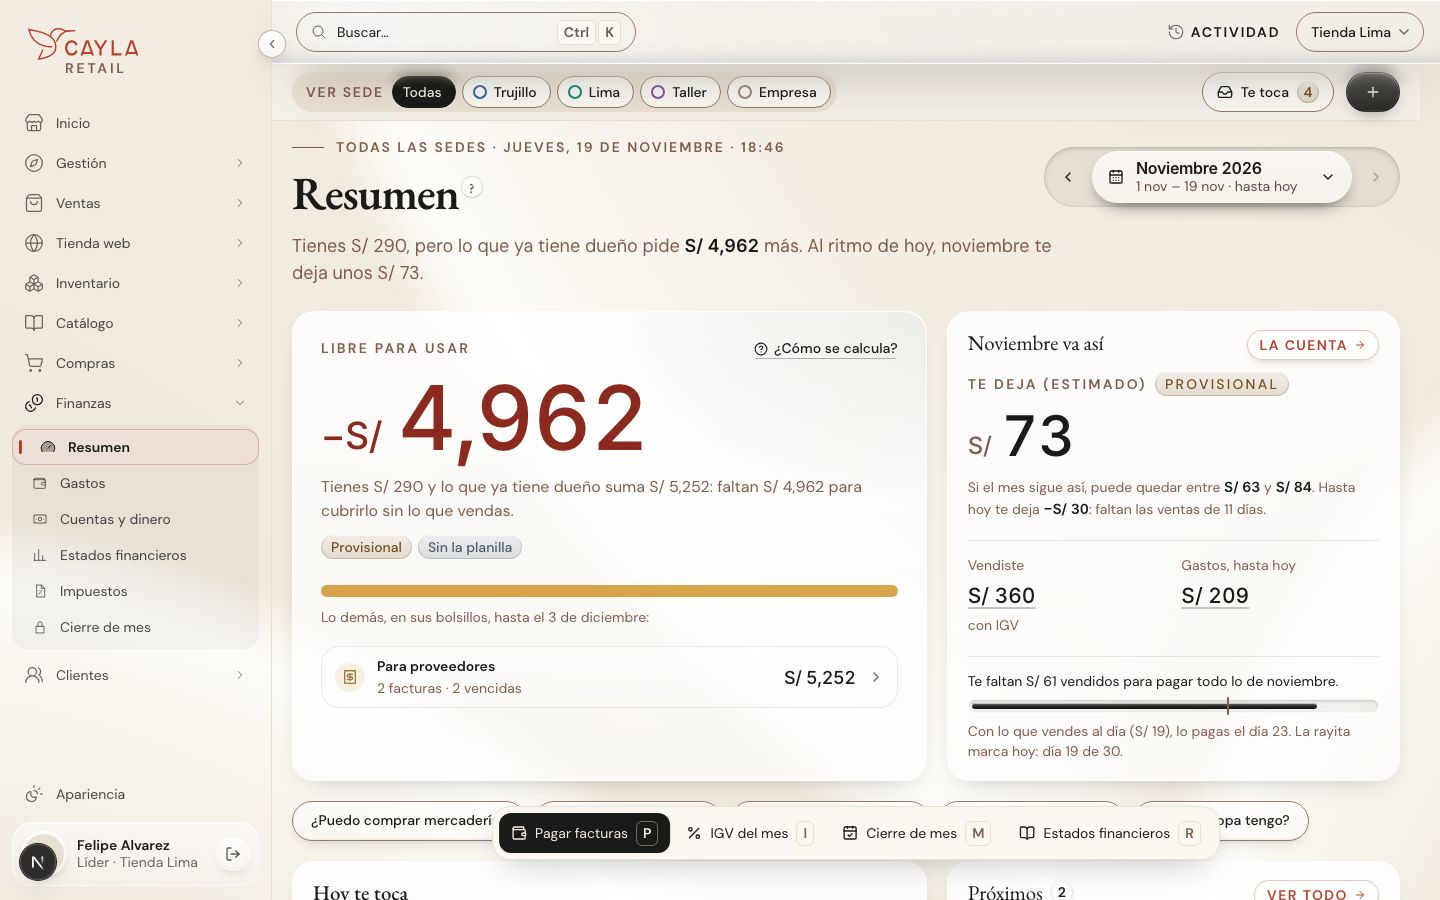 CAYLA
RETAIL
Buscar...
Ctrl K
ACTIVIDAD
Tienda Lima
VER SEDE Todas Trujillo Lima Taller Empresa
Te toca 4
+
Inicio
Gestión
Ventas
Tienda web
Inventario
Catálogo
Compras
Finanzas
Resumen
Gastos
Cuentas y dinero
Estados financieros
Impuestos
Cierre de mes
Clientes
Apariencia
N
Felipe Alvarez
Líder · Tienda Lima
TODAS LAS SEDES · JUEVES, 19 DE NOVIEMBRE · 18:46
Resumen ?
Noviembre 2026
1 nov – 19 nov · hasta hoy
Tienes S/ 290, pero lo que ya tiene dueño pide S/ 4,962 más. Al ritmo de hoy, noviembre te
deja unos S/ 73.
LIBRE PARA USAR
¿Cómo se calcula?
−S/ 4,962
Tienes S/ 290 y lo que ya tiene dueño suma S/ 5,252: faltan S/ 4,962 para
cubrirlo sin lo que vendas.
Provisional Sin la planilla
Lo demás, en sus bolsillos, hasta el 3 de diciembre:
Para proveedores
2 facturas · 2 vencidas
S/ 5,252
Noviembre va así
LA CUENTA →
TE DEJA (ESTIMADO) PROVISIONAL
S/ 73
Si el mes sigue así, puede quedar entre S/ 63 y S/ 84. Hasta
hoy te deja −S/ 30: faltan las ventas de 11 días.
Vendiste
S/ 360
con IGV
Gastos, hasta hoy
S/ 209
Te faltan S/ 61 vendidos para pagar todo lo de noviembre.
Con lo que vendes al día (S/ 19), lo pagas el día 23. La rayita
marca hoy: día 19 de 30.
¿Puedo comprar
tengo?
Pagar facturas P
IGV del mes I
Cierre de mes M
Estados financieros R
Hoy te toca
Próximos 2
VER TODO →